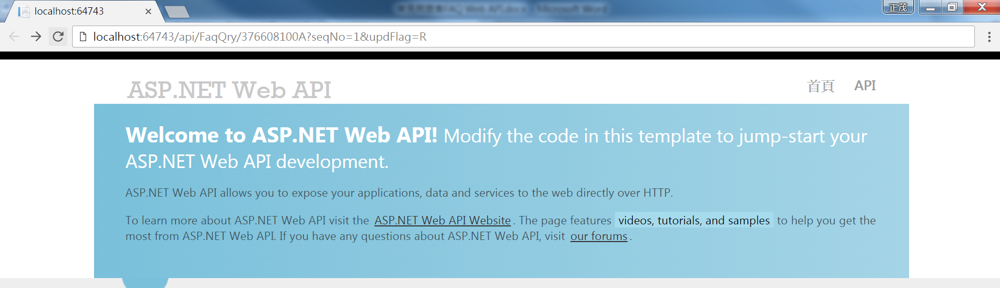 localhost:64743
正茂
localhost:64743/api/FaqQry/376608100A?seqNo=1&updFlag=R
ASP.NET Web API
首頁 API
Welcome to ASP.NET Web API! Modify the code in this template to jump-start your
ASP.NET Web API development.
ASP.NET Web API allows you to expose your applications, data and services to the web directly over HTTP.
To learn more about ASP.NET Web API visit the ASP.NET Web API Website. The page features videos, tutorials, and samples to help you get the
most from ASP.NET Web API. If you have any questions about ASP.NET Web API, visit our forums.